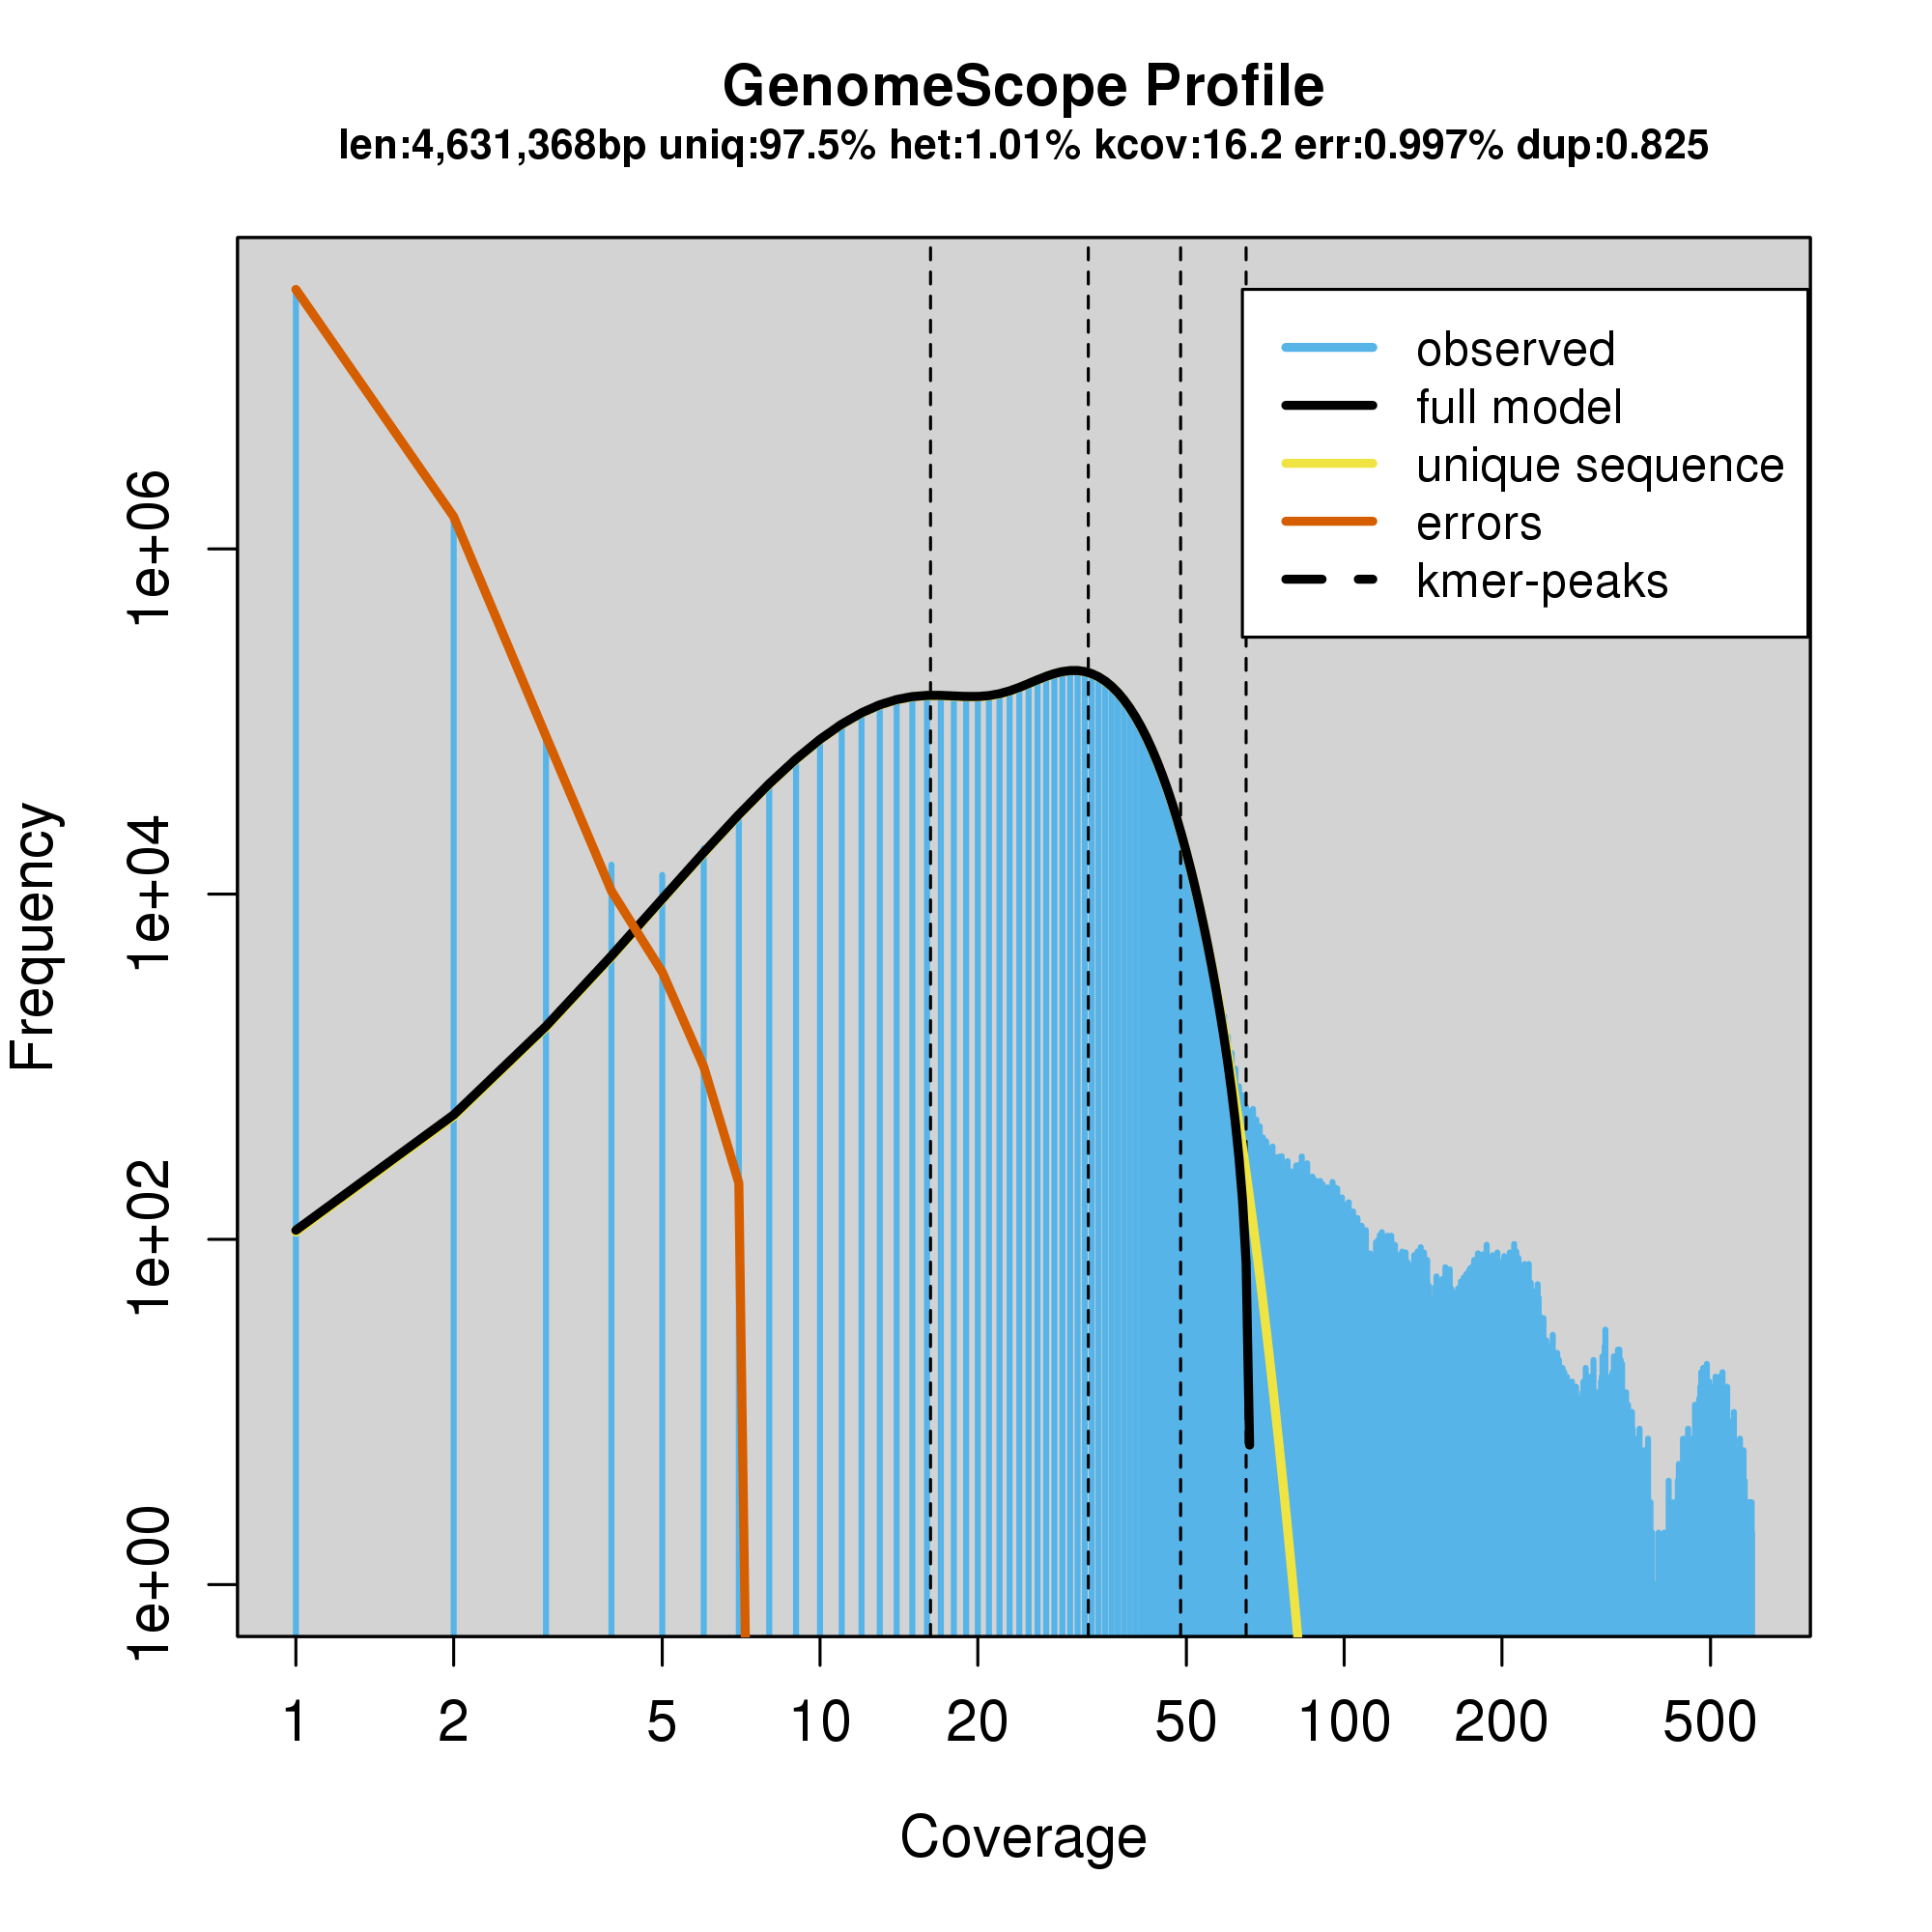 GenomeScope Profile
len:4,631,368bp uniq:97.5% het:1.01% kcov:16.2 err:0.997% dup:0.825
observed
full model
unique sequence
errors
kmer-peaks
Frequency
1e+06
1e+04
1e+02
1e+00
1 2 5 10 20 50 100 200 500
Coverage